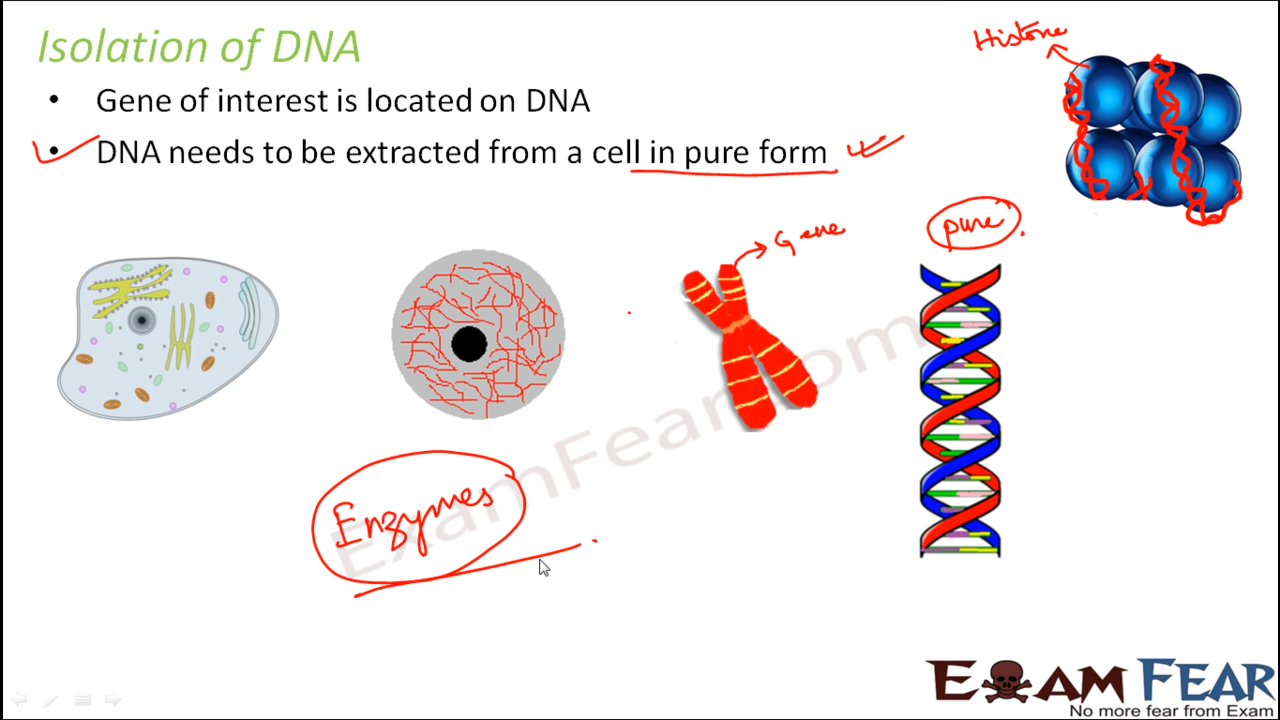 Isolation of DNA
• Gene of interest is located on DNA
• DNA needs to be extracted from a cell in pure form
Histone
pure
Gene
Enzymes
ExamFear.com
EXAM FEAR
No more fear from Exam